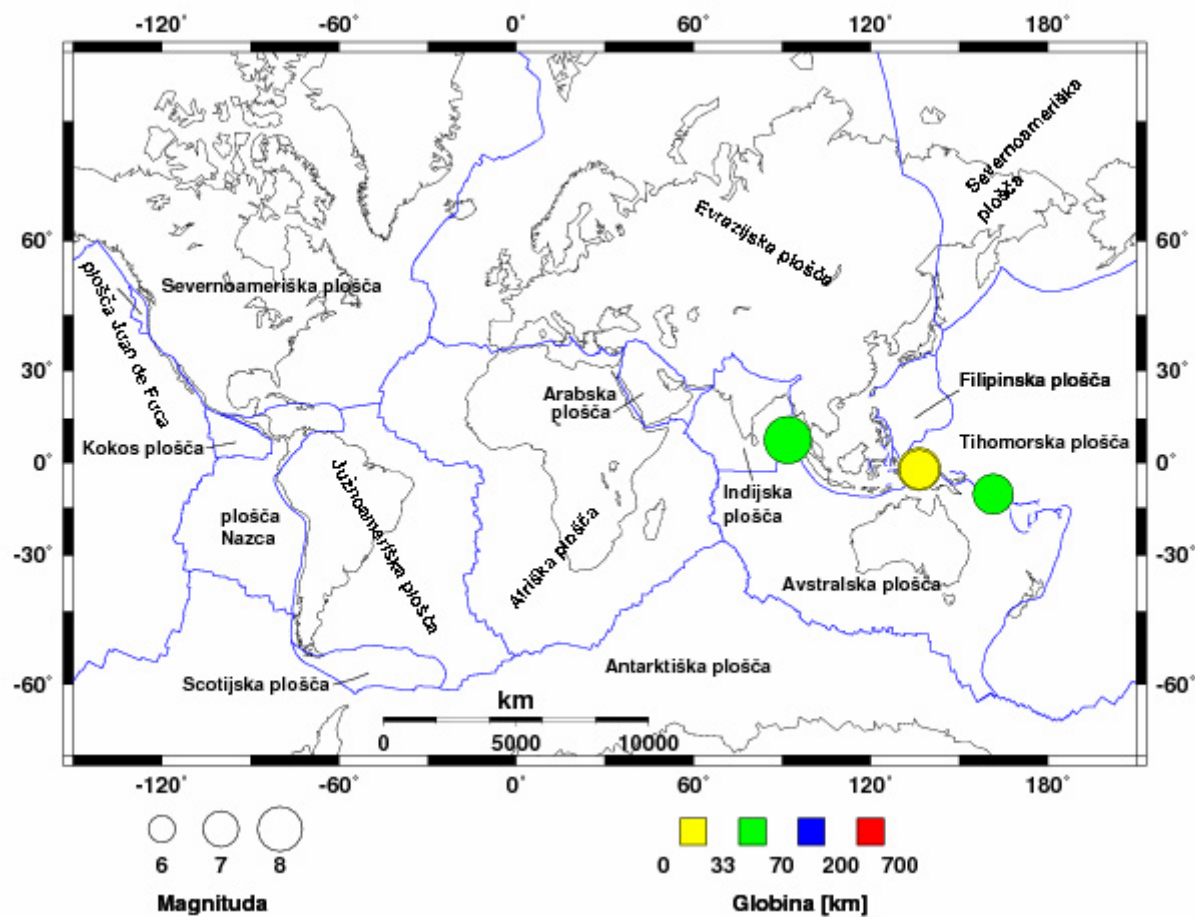 -120° -60° 0° 60° 120° 180°
60° 60°
30° 30°
0° 0°
-30° -30°
-60° -60°
Severnoameriška
plošča
Evrazijska plošča
Severnoameriška plošča
plošča Juan de Fuca
Arabska
plošča
Filipinska plošča
Kokos plošča
Tihomorska plošča
Južnoameriška plošča
Indijska
plošča
plošča
Nazca
Afriška plošča
Avstralska plošča
Antarktiška plošča
Scotijska plošča
km
0 5000 10000
-120° -60° 0° 60° 120° 180°
6 7 8
0 33 70 200 700
Magnituda
Globina [km]